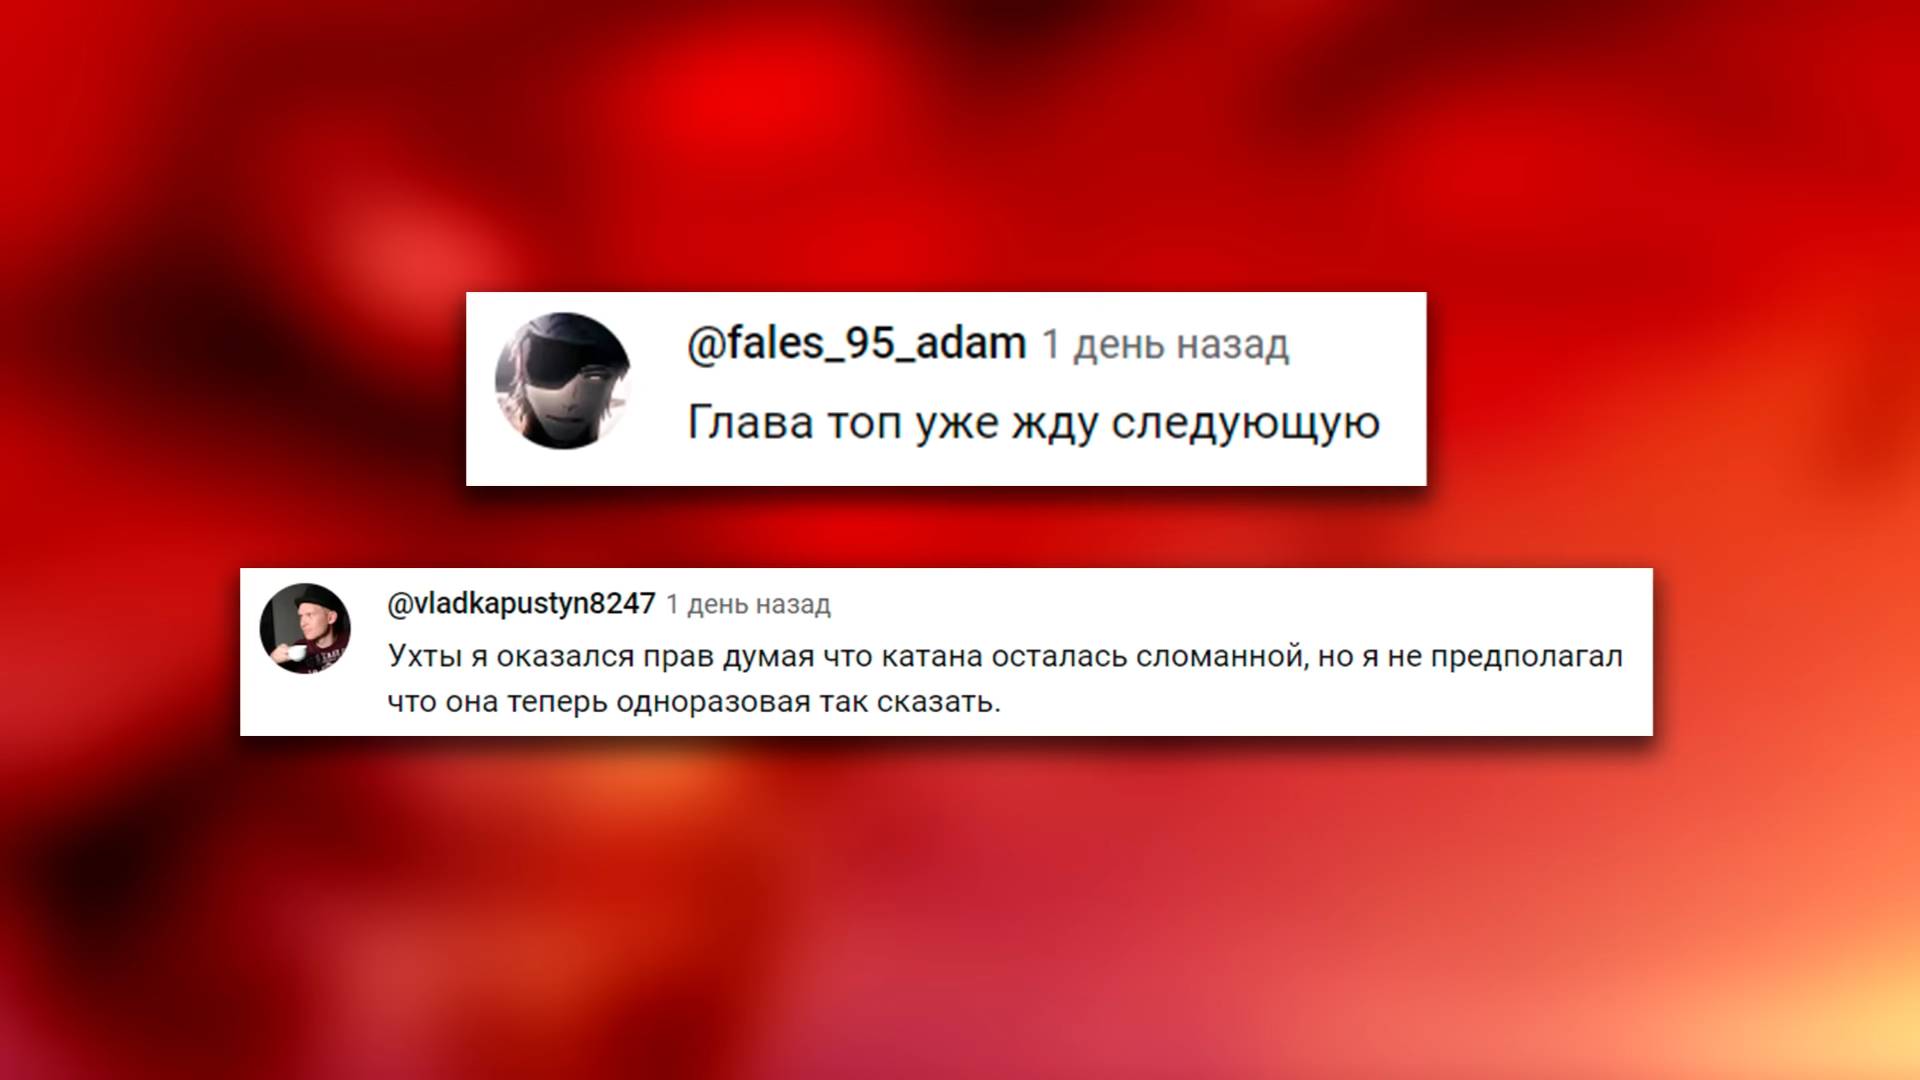 @fales_95_adam 1 день назад
Глава топ уже жду следующую
@vladkapustyn8247 1 день назад
Ухты я оказался прав думая что катана осталась сломанной, но я не предполагал
что она теперь одноразовая так сказать.